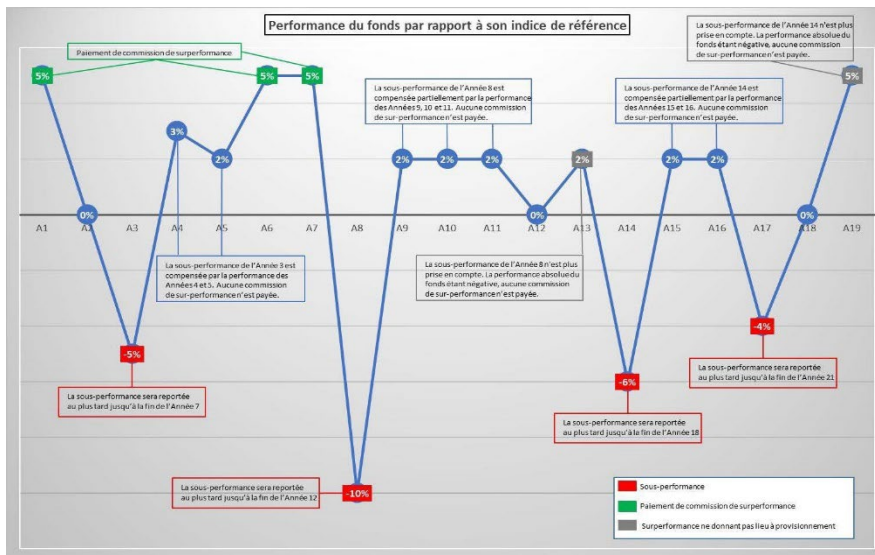 Performance du fonds par rapport à son indice de référence
La sous-performance de l'Année 14 n'est plus
prise en compte. La performance absolue du
fonds étant négative, aucune commission
de sur-performance n'est payée.
Paiement de commission de surperformance
5%
5%
5%
5%
La sous-performance de l'Année 8 est
compensée partiellement par la performance
des Années 9, 10 et 11. Aucune commission
de sur-performance n'est payée.
La sous-performance de l'Année 14 est
compensée partiellement par la performance
des Années 15 et 16. Aucune commission
de sur-performance n'est payée.
3%
2%
2%
2%
2%
2%
2%
2%
0%
0%
0%
A1 A2 A3 A4 A5 A6 A7 A8 A9 A10 A11 A12 A13 A14 A15 A16 A17 A18 A19
La sous-performance de l'Année 3 est
compensée par la performance des
Années 4 et 5. Aucune commission
de sur-performance n'est payée.
La sous-performance de l'Année 8 n'est plus
prise en compte. La performance absolue du
fonds étant négative, aucune commission
de sur-performance n'est payée.
-5%
-4%
-6%
La sous-performance sera reportée
au plus tard jusqu'à la fin de l'Année 7
La sous-performance sera reportée
au plus tard jusqu'à la fin de l'Année 21
La sous-performance sera reportée
au plus tard jusqu'à la fin de l'Année 18
La sous-performance sera reportée
au plus tard jusqu'à la fin de l'Année 12
-10%
Sous-performance
Paiement de commission de surperformance
Surperformance ne donnant pas lieu à provisionnement